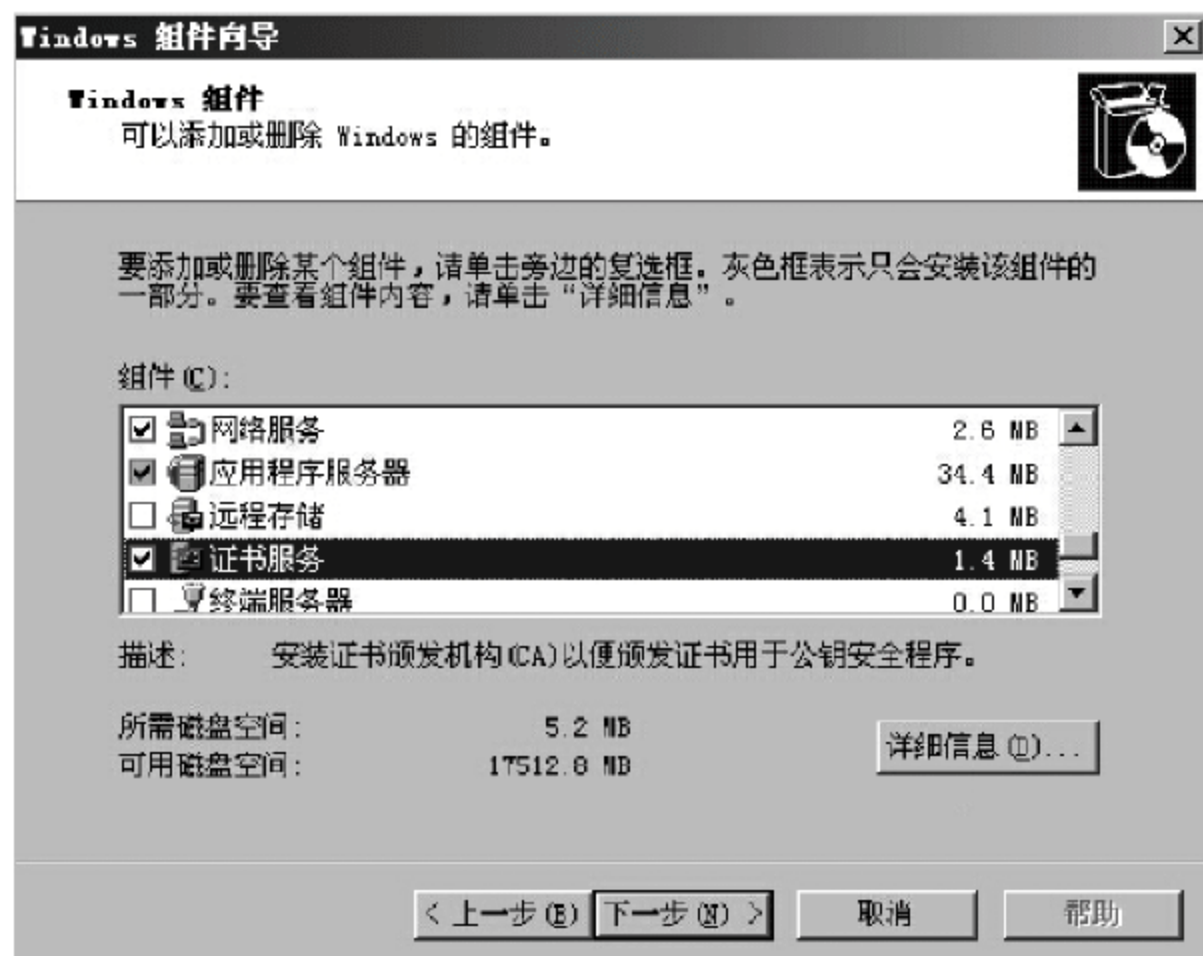 Windows 组件向导
Windows 组件
可以添加或删除 Windows 的组件。
要添加或删除某个组件，请单击旁边的复选框。灰色框表示只会安装该组件的
一部分。要查看组件内容，请单击“详细信息”。
组件(C):
网络服务 2.6 MB
应用程序服务器 34.4 MB
远程存储 4.1 MB
证书服务 1.4 MB
终端服务器 0.0 MB
描述: 安装证书颁发机构(CA)以便颁发证书用于公钥安全程序。
所需磁盘空间: 5.2 MB
可用磁盘空间: 17512.8 MB
详细信息(D)...
< 上一步(B) 下一步(N) > 取消 帮助